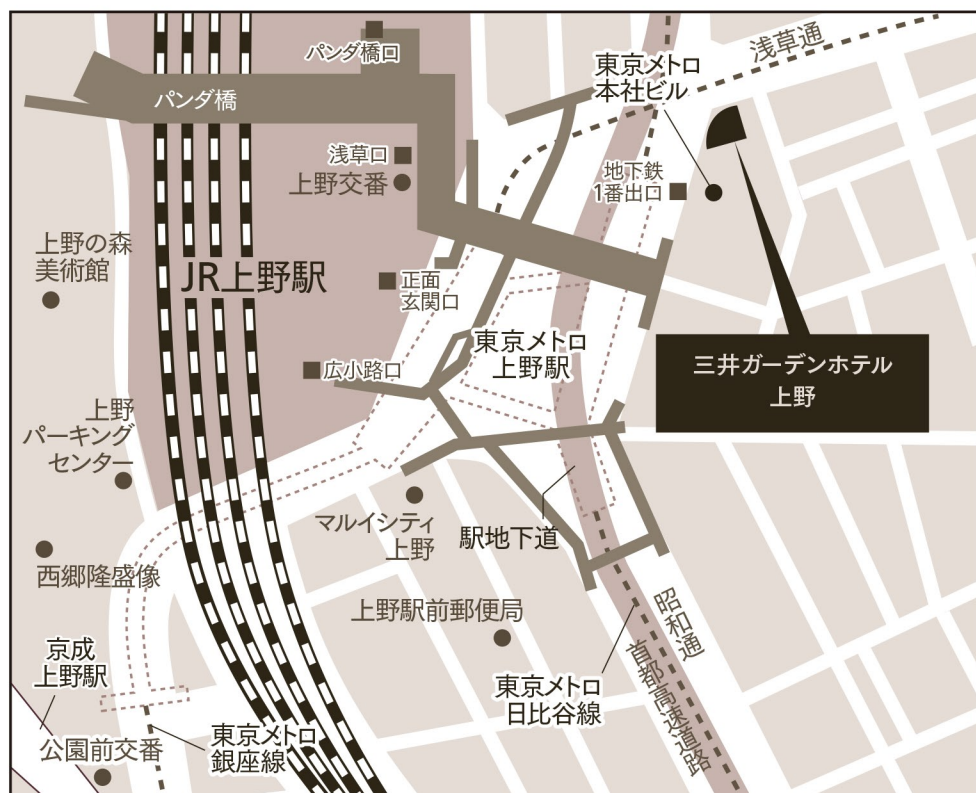 パンダ橋口
浅草通
東京メトロ
本社ビル
パンダ橋
浅草口
上野交番
地下鉄
1番出口
上野の森
美術館
JR上野駅
正面
玄関口
東京メトロ
上野駅
三井ガーデンホテル
上野
広小路口
上野
パーキング
センター
マルイシティ
上野
駅地下道
西郷隆盛像
上野駅前郵便局
昭和通
首都高速道路
京成
上野駅
東京メトロ
日比谷線
東京メトロ
銀座線
公園前交番